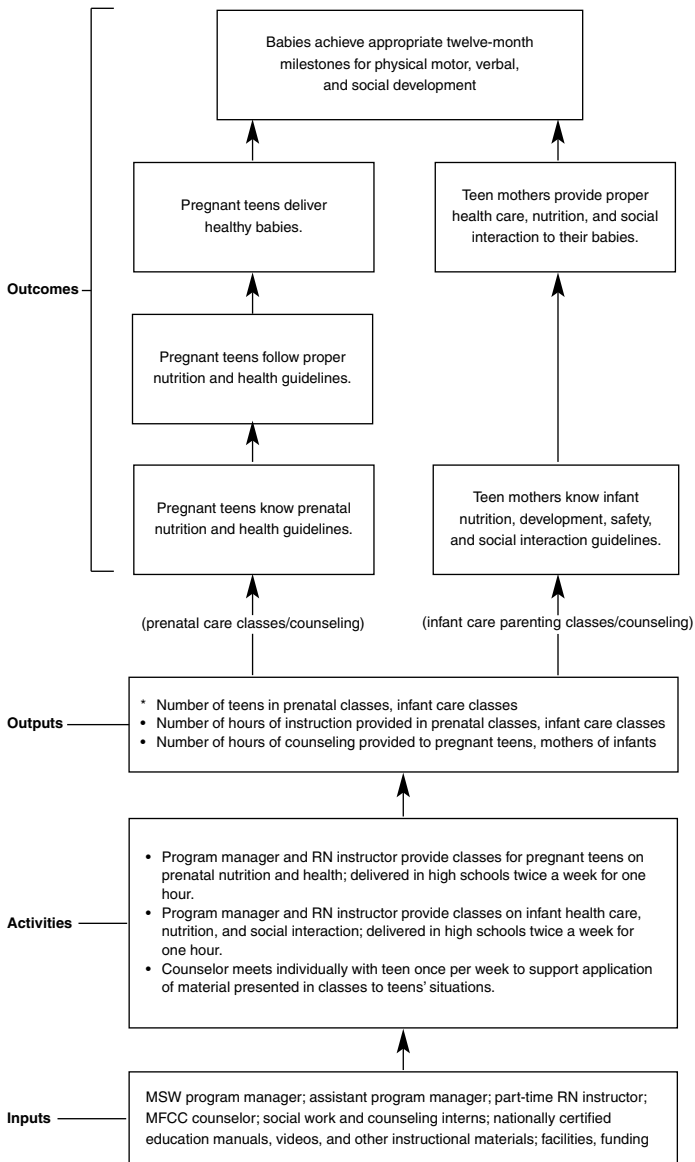 Babies achieve appropriate twelve-month
milestones for physical motor, verbal,
and social development
Pregnant teens deliver
healthy babies.
Teen mothers provide proper
health care, nutrition, and social
interaction to their babies.
Outcomes
Pregnant teens follow proper
nutrition and health guidelines.
Pregnant teens know prenatal
nutrition and health guidelines.
Teen mothers know infant
nutrition, development, safety,
and social interaction guidelines.
(prenatal care classes/counseling)
(infant care parenting classes/counseling)
Outputs
* Number of teens in prenatal classes, infant care classes
• Number of hours of instruction provided in prenatal classes, infant care classes
• Number of hours of counseling provided to pregnant teens, mothers of infants
Activities
• Program manager and RN instructor provide classes for pregnant teens on
prenatal nutrition and health; delivered in high schools twice a week for one
hour.
• Program manager and RN instructor provide classes on infant health care,
nutrition, and social interaction; delivered in high schools twice a week for
one hour.
• Counselor meets individually with teen once per week to support application
of material presented in classes to teens' situations.
Inputs
MSW program manager; assistant program manager; part-time RN instructor;
MFCC counselor; social work and counseling interns; nationally certified
education manuals, videos, and other instructional materials; facilities, funding